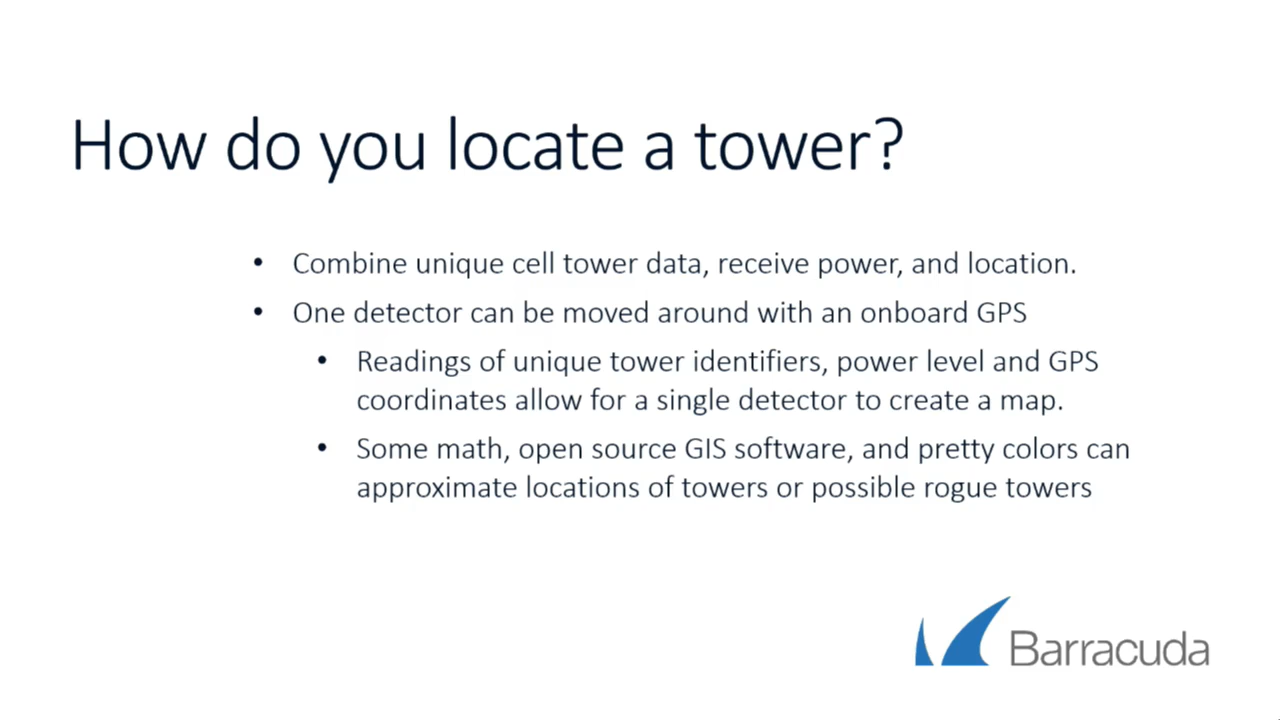 How do you locate a tower?
• Combine unique cell tower data, receive power, and location.
• One detector can be moved around with an onboard GPS
• Readings of unique tower identifiers, power level and GPS
coordinates allow for a single detector to create a map.
• Some math, open source GIS software, and pretty colors can
approximate locations of towers or possible rogue towers
Barracuda